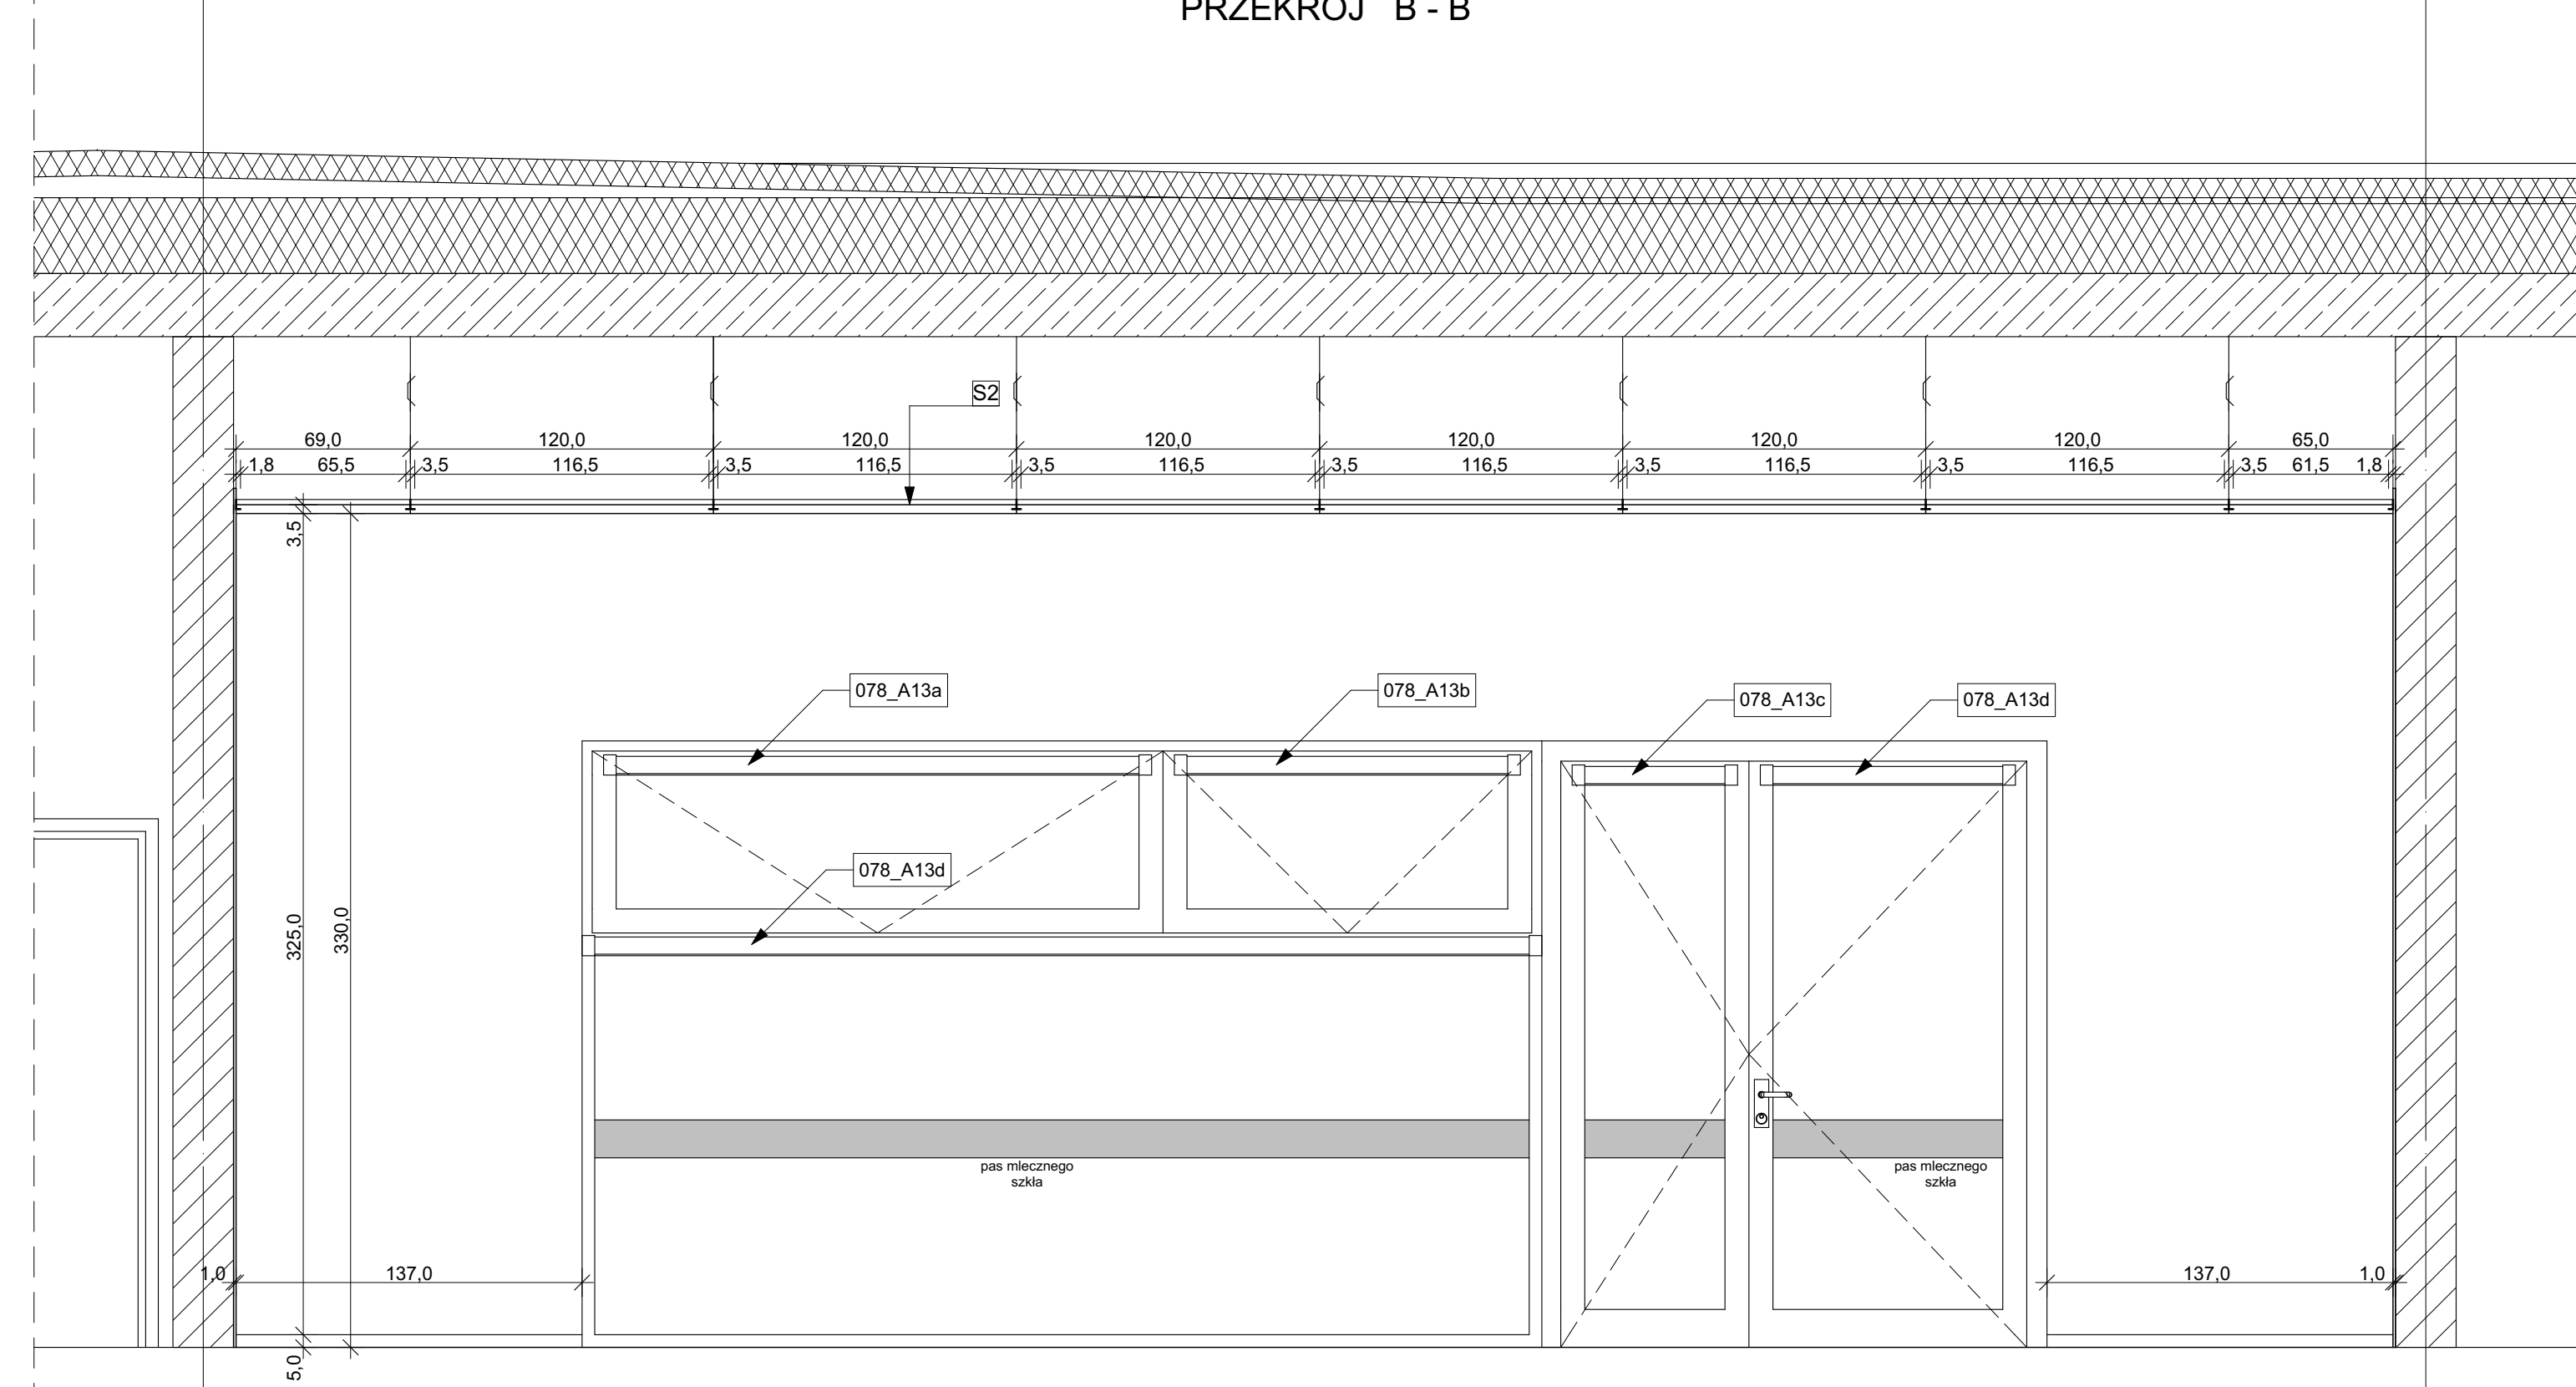 PRZEKRÓJ B - B
S2
69,0 120,0 120,0 120,0 120,0 120,0 120,0 65,0
1,8 65,5 3,5 116,5 3,5 116,5 3,5 116,5 3,5 116,5 3,5 116,5 3,5 116,5 3,5 61,5 1,8
3,5
078_A13a
078_A13b
078_A13c
078_A13d
078_A13d
325,0
330,0
pas mlecznego
szkła
pas mlecznego
szkła
1,0 137,0
137,0 1,0
5,0